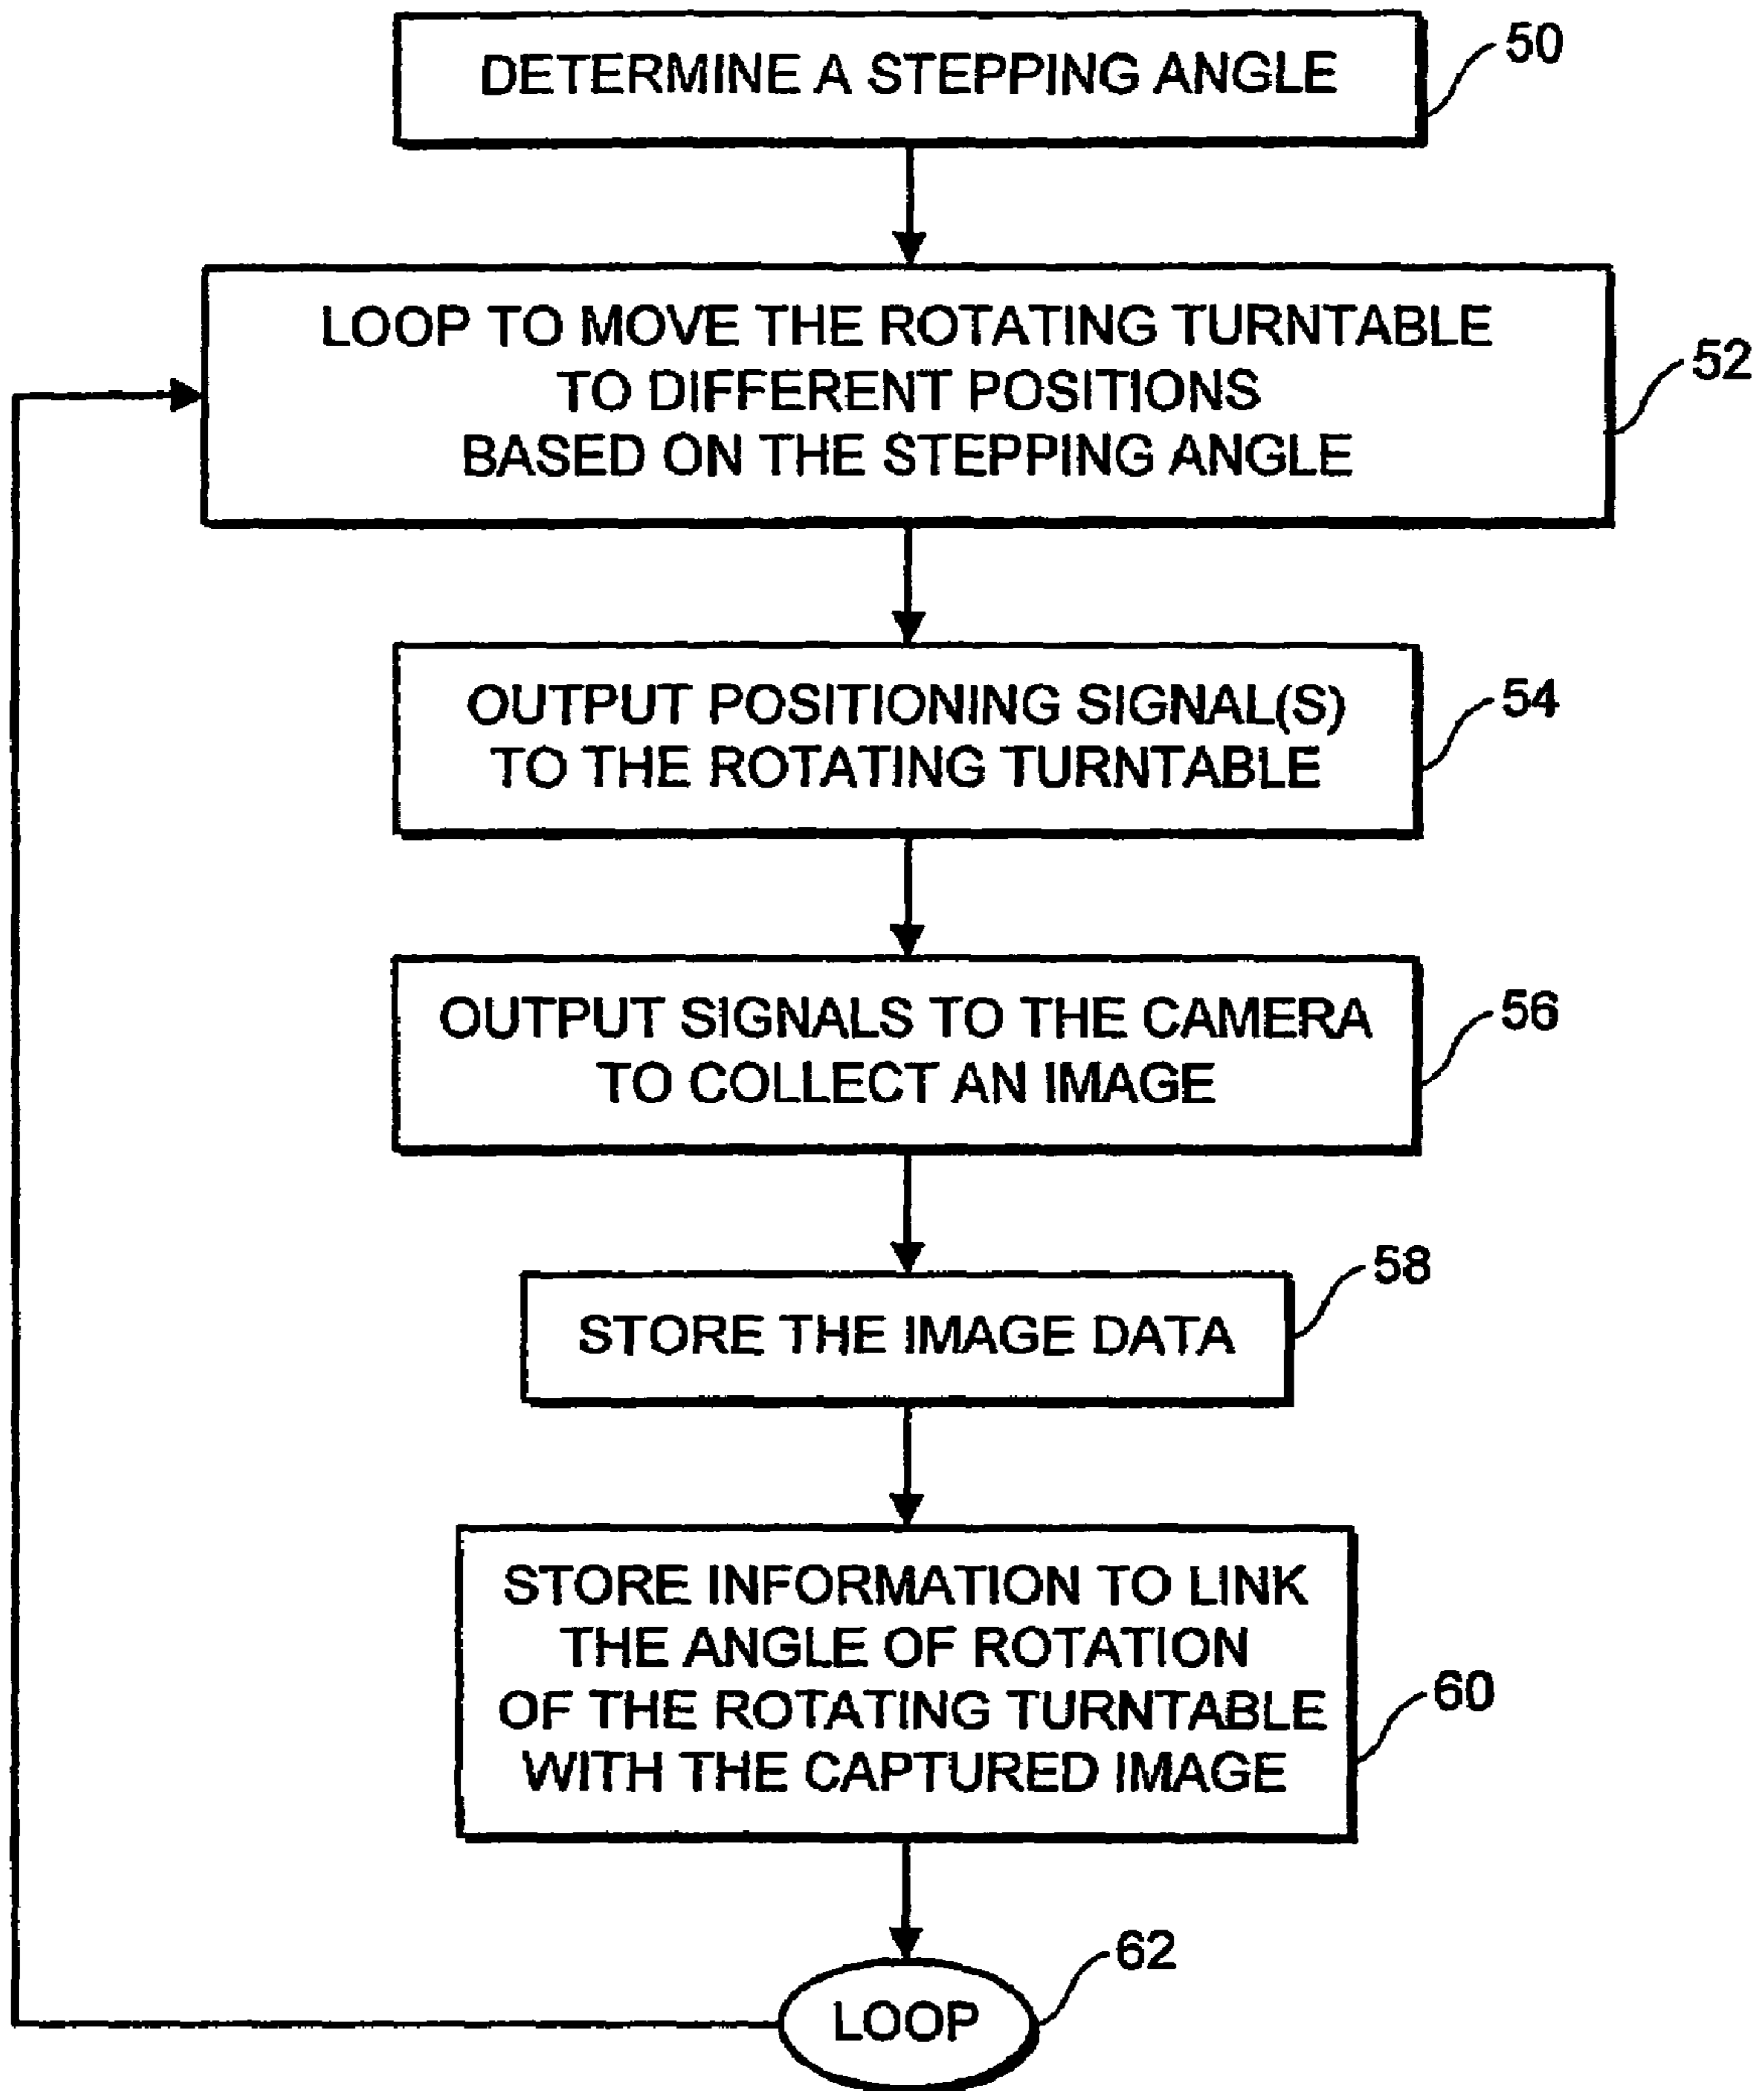 DETERMINE A STEPPING ANGLE
50
LOOP TO MOVE THE ROTATING TURNTABLE
TO DIFFERENT POSITIONS
BASED ON THE STEPPING ANGLE
52
OUTPUT POSITIONING SIGNAL(S)
TO THE ROTATING TURNTABLE
54
OUTPUT SIGNALS TO THE CAMERA
TO COLLECT AN IMAGE
56
STORE THE IMAGE DATA
58
STORE INFORMATION TO LINK
THE ANGLE OF ROTATION
OF THE ROTATING TURNTABLE
WITH THE CAPTURED IMAGE
60
LOOP
62